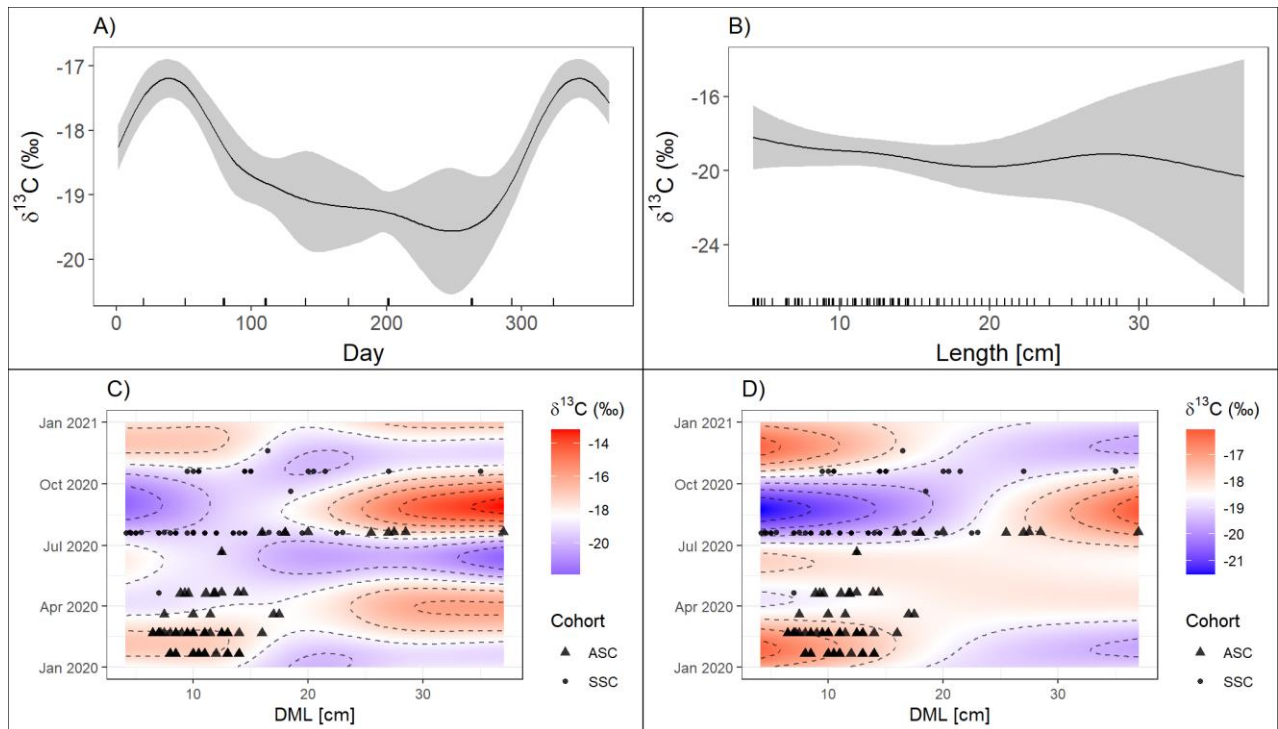 A)
-17
-18
-19
-20
δ13C (‰)
0
100
200
300
Day
B)
-16
-20
-24
δ13C (‰)
10
20
30
Length [cm]
C)
Jan 2021
Oct 2020
Jul 2020
Apr 2020
Jan 2020
10
20
30
DML [cm]
δ13C (‰)
-14
-16
-18
-20
Cohort
ASC
SSC
D)
Jan 2021
Oct 2020
Jul 2020
Apr 2020
Jan 2020
10
20
30
DML [cm]
δ13C (‰)
-17
-18
-19
-20
-21
Cohort
ASC
SSC